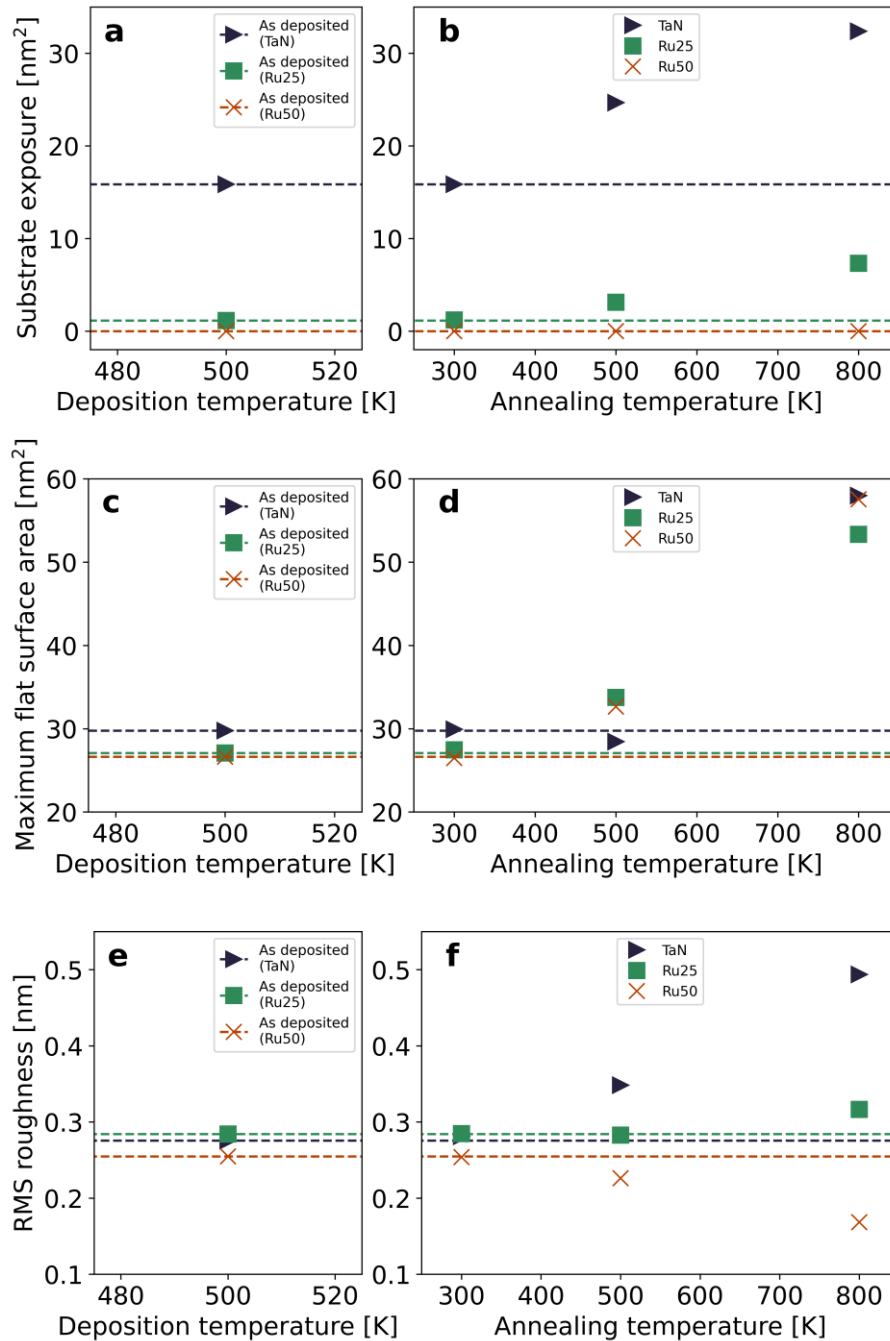 a
As deposited
(TaN)
As deposited
(Ru25)
As deposited
(Ru50)
Substrate exposure [nm²]
30
20
10
0
480 500 520
Deposition temperature [K]
b
TaN
Ru25
Ru50
300 400 500 600 700 800
Annealing temperature [K]
c
As deposited
(TaN)
As deposited
(Ru25)
As deposited
(Ru50)
Maximum flat surface area [nm²]
60
50
40
30
20
480 500 520
Deposition temperature [K]
d
TaN
Ru25
Ru50
300 400 500 600 700 800
Annealing temperature [K]
e
As deposited
(TaN)
As deposited
(Ru25)
As deposited
(Ru50)
RMS roughness [nm]
0.5
0.4
0.3
0.2
0.1
480 500 520
Deposition temperature [K]
f
TaN
Ru25
Ru50
300 400 500 600 700 800
Annealing temperature [K]